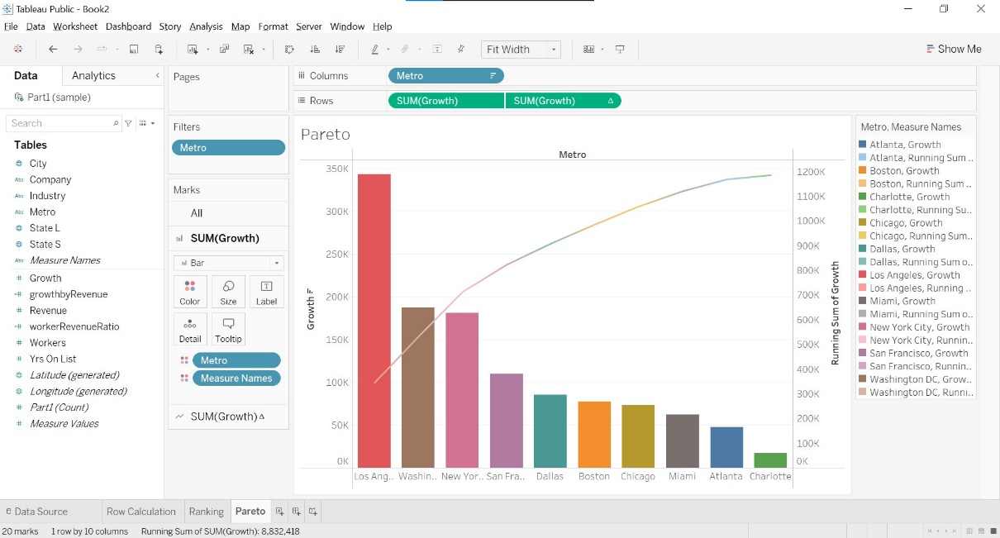 Tableau Public - Book2
File Data Worksheet Dashboard Story Analysis Map Format Server Window Help
Fit Width
Show Me
Data Analytics
Part1 (sample)
Search
Tables
City
Abc Company
Abc Industry
Abc Metro
State L
State S
Abc Measure Names
# Growth
=# growthbyRevenue
# Revenue
=# workerRevenueRatio
# Workers
# Yrs On List
Latitude (generated)
Longitude (generated)
# Part1 (Count)
# Measure Values
Pages
Filters
Metro
Marks
All
SUM(Growth)
Bar
Color Size Label
Detail Tooltip
Metro
Measure Names
SUM(Growth) Δ
Columns Metro
Rows SUM(Growth) SUM(Growth) Δ
Pareto
Metro
350K
300K
250K
200K
150K
100K
50K
0K
Growth
1200K
1100K
1000K
900K
800K
700K
600K
500K
400K
300K
200K
100K
0K
Running Sum of Growth
Los Ang.. Washin.. New Yor.. San Fra.. Dallas Boston Chicago Miami Atlanta Charlotte
Metro, Measure Names
Atlanta, Growth
Atlanta, Running Sum ..
Boston, Growth
Boston, Running Sum ..
Charlotte, Growth
Charlotte, Running Su..
Chicago, Growth
Chicago, Running Sum..
Dallas, Growth
Dallas, Running Sum o..
Los Angeles, Growth
Los Angeles, Running ..
Miami, Growth
Miami, Running Sum o..
New York City, Growth
New York City, Runnin..
San Francisco, Growth
San Francisco, Runnin..
Washington DC, Grow..
Washington DC, Runni..
Data Source Row Calculation Ranking Pareto
20 marks 1 row by 10 columns Running Sum of SUM(Growth): 8,832,418